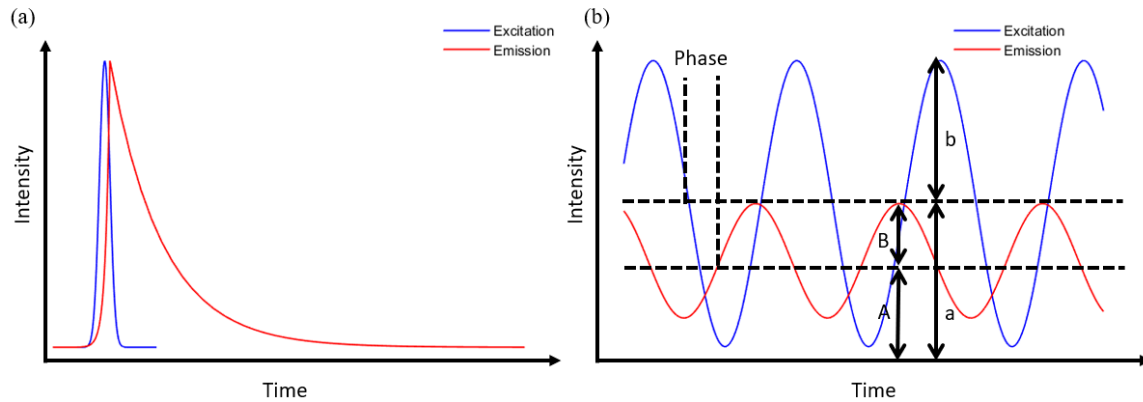 (a)
Excitation
Emission
Intensity
Time
(b)
Excitation
Emission
Phase
Intensity
b
B
A
a
Time